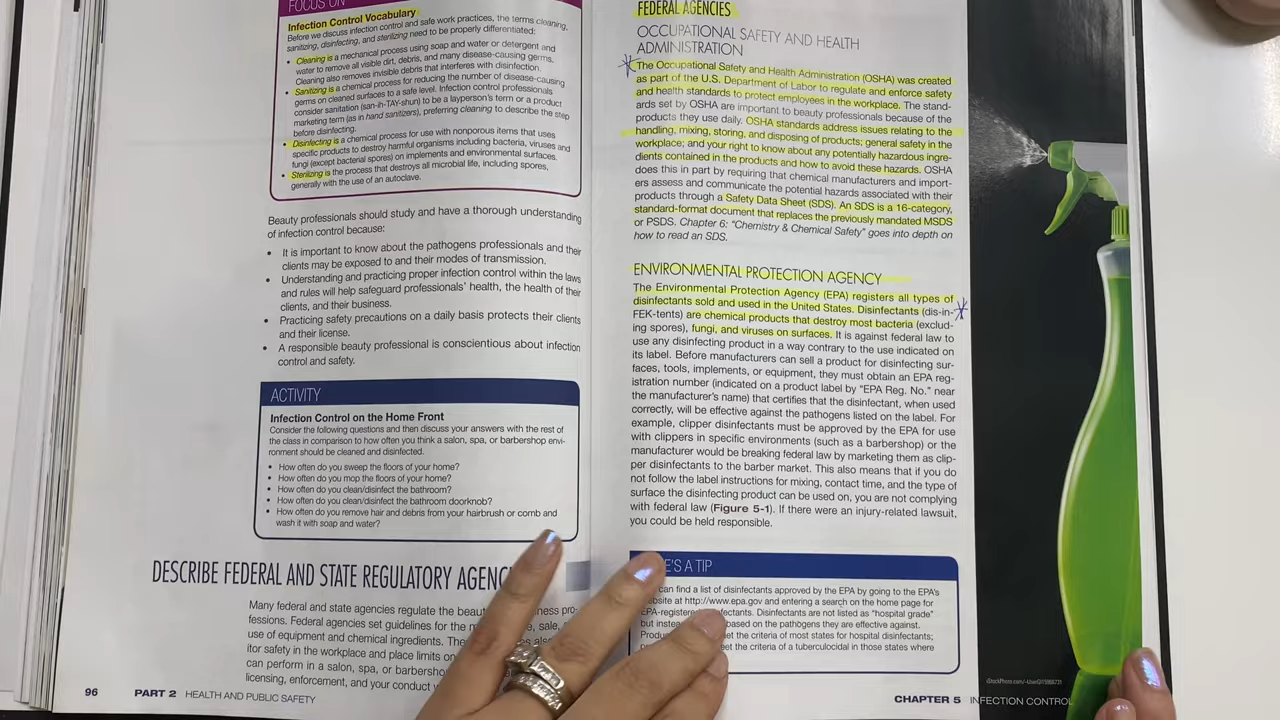 FOCUS ON
Infection Control Vocabulary
Before we discuss infection control and safe work practices, the terms cleaning,
sanitizing, disinfecting, and sterilizing need to be properly differentiated:
• Cleaning is a mechanical process using soap and water or detergent and
water to remove all visible dirt, debris, and many disease-causing germs.
Cleaning also removes invisible debris that interferes with disinfection.
• Sanitizing is a chemical process for reducing the number of disease-causing
germs on cleaned surfaces to a safe level. Infection control professionals
consider sanitation (san-in-TAY-shun) to be a layperson's term or a product
marketing term (as in hand sanitizers), preferring cleaning to describe the step
before disinfecting.
• Disinfecting is a chemical process for use with nonporous items that uses
specific products to destroy harmful organisms including bacteria, viruses and
fungi (except bacterial spores) on implements and environmental surfaces.
• Sterilizing is the process that destroys all microbial life, including spores,
generally with the use of an autoclave.
Beauty professionals should study and have a thorough understanding
of infection control because:
• It is important to know about the pathogens professionals and their
clients may be exposed to and their modes of transmission.
• Understanding and practicing proper infection control within the laws
and rules will help safeguard professionals' health, the health of their
clients, and their business.
• Practicing safety precautions on a daily basis protects their clients
and their license.
• A responsible beauty professional is conscientious about infection
control and safety.
ACTIVITY
Infection Control on the Home Front
Consider the following questions and then discuss your answers with the rest of
the class in comparison to how often you think a salon, spa, or barbershop envi-
ronment should be cleaned and disinfected.
• How often do you sweep the floors of your home?
• How often do you mop the floors of your home?
• How often do you clean/disinfect the bathroom?
• How often do you clean/disinfect the bathroom doorknob?
• How often do you remove hair and debris from your hairbrush or comb and
wash it with soap and water?
DESCRIBE FEDERAL AND STATE REGULATORY AGENC
Many federal and state agencies regulate the beau ness pro-
fessions. Federal agencies set guidelines for the m sale,
use of equipment and chemical ingredients. The es also
itor safety in the workplace and place limits on
can perform in a salon, spa, or barbersho
licensing, enforcement, and your conduct w
96 PART 2 HEALTH AND PUBLIC SAFETY
FEDERAL AGENCIES
OCCUPATIONAL SAFETY AND HEALTH
ADMINISTRATION
The Occupational Safety and Health Administration (OSHA) was created
as part of the U.S. Department of Labor to regulate and enforce safety
and health standards to protect employees in the workplace. The stand-
ards set by OSHA are important to beauty professionals because of the
products they use daily. OSHA standards address issues relating to the
handling, mixing, storing, and disposing of products; general safety in the
workplace; and your right to know about any potentially hazardous ingre-
dients contained in the products and how to avoid these hazards. OSHA
does this in part by requiring that chemical manufacturers and import-
ers assess and communicate the potential hazards associated with their
products through a Safety Data Sheet (SDS). An SDS is a 16-category,
standard-format document that replaces the previously mandated MSDS
or PSDS. Chapter 6: "Chemistry & Chemical Safety" goes into depth on
how to read an SDS.
ENVIRONMENTAL PROTECTION AGENCY
The Environmental Protection Agency (EPA) registers all types of
disinfectants sold and used in the United States. Disinfectants (dis-in-
FEK-tents) are chemical products that destroy most bacteria (exclud-
ing spores), fungi, and viruses on surfaces. It is against federal law to
use any disinfecting product in a way contrary to the use indicated on
its label. Before manufacturers can sell a product for disinfecting sur-
faces, tools, implements, or equipment, they must obtain an EPA reg-
istration number (indicated on a product label by "EPA Reg. No." near
the manufacturer's name) that certifies that the disinfectant, when used
correctly, will be effective against the pathogens listed on the label. For
example, clipper disinfectants must be approved by the EPA for use
with clippers in specific environments (such as a barbershop) or the
manufacturer would be breaking federal law by marketing them as clip-
per disinfectants to the barber market. This also means that if you do
not follow the label instructions for mixing, contact time, and the type of
surface the disinfecting product can be used on, you are not complying
with federal law (Figure 5-1). If there were an injury-related lawsuit,
you could be held responsible.
E'S A TIP
can find a list of disinfectants approved by the EPA by going to the EPA's
bsite at http://www.epa.gov and entering a search on the home page for
EPA-registered fectants. Disinfectants are not listed as "hospital grade"
but instea based on the pathogens they are effective against.
Produ et the criteria of most states for hospital disinfectants;
eet the criteria of a tuberculocidal in those states where
CHAPTER 5 INFECTION CONTROL